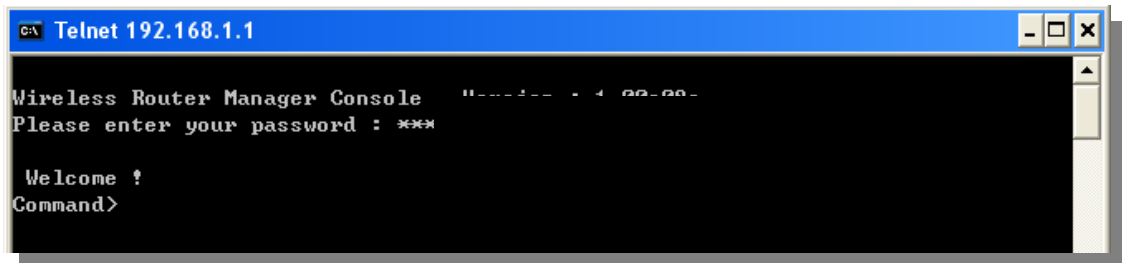 Telnet 192.168.1.1
Wireless Router Manager Console
Please enter your password : ***
Welcome !
Command>